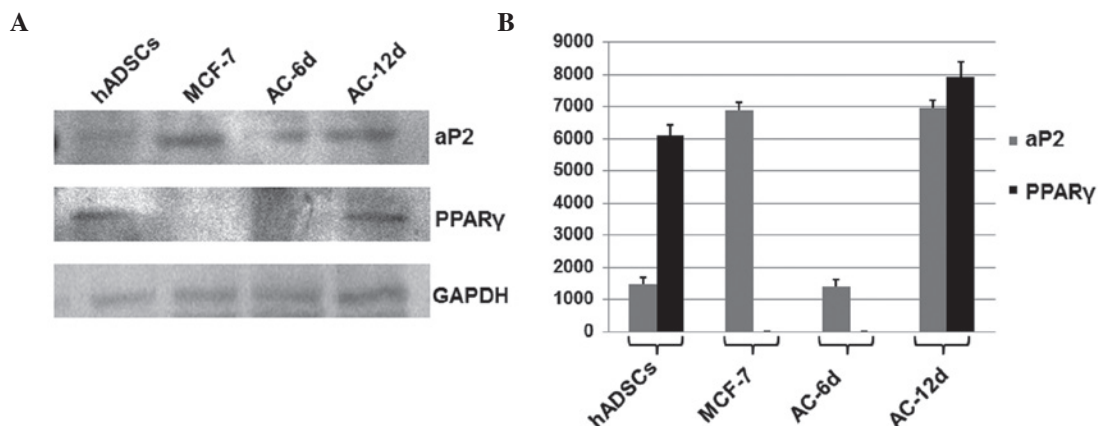 A
hADSCs
MCF-7
AC-6d
AC-12d
aP2
PPARγ
GAPDH
B
9000
8000
7000
6000
5000
4000
3000
2000
1000
0
hADSCs
MCF-7
AC-6d
AC-12d
aP2
PPARγ